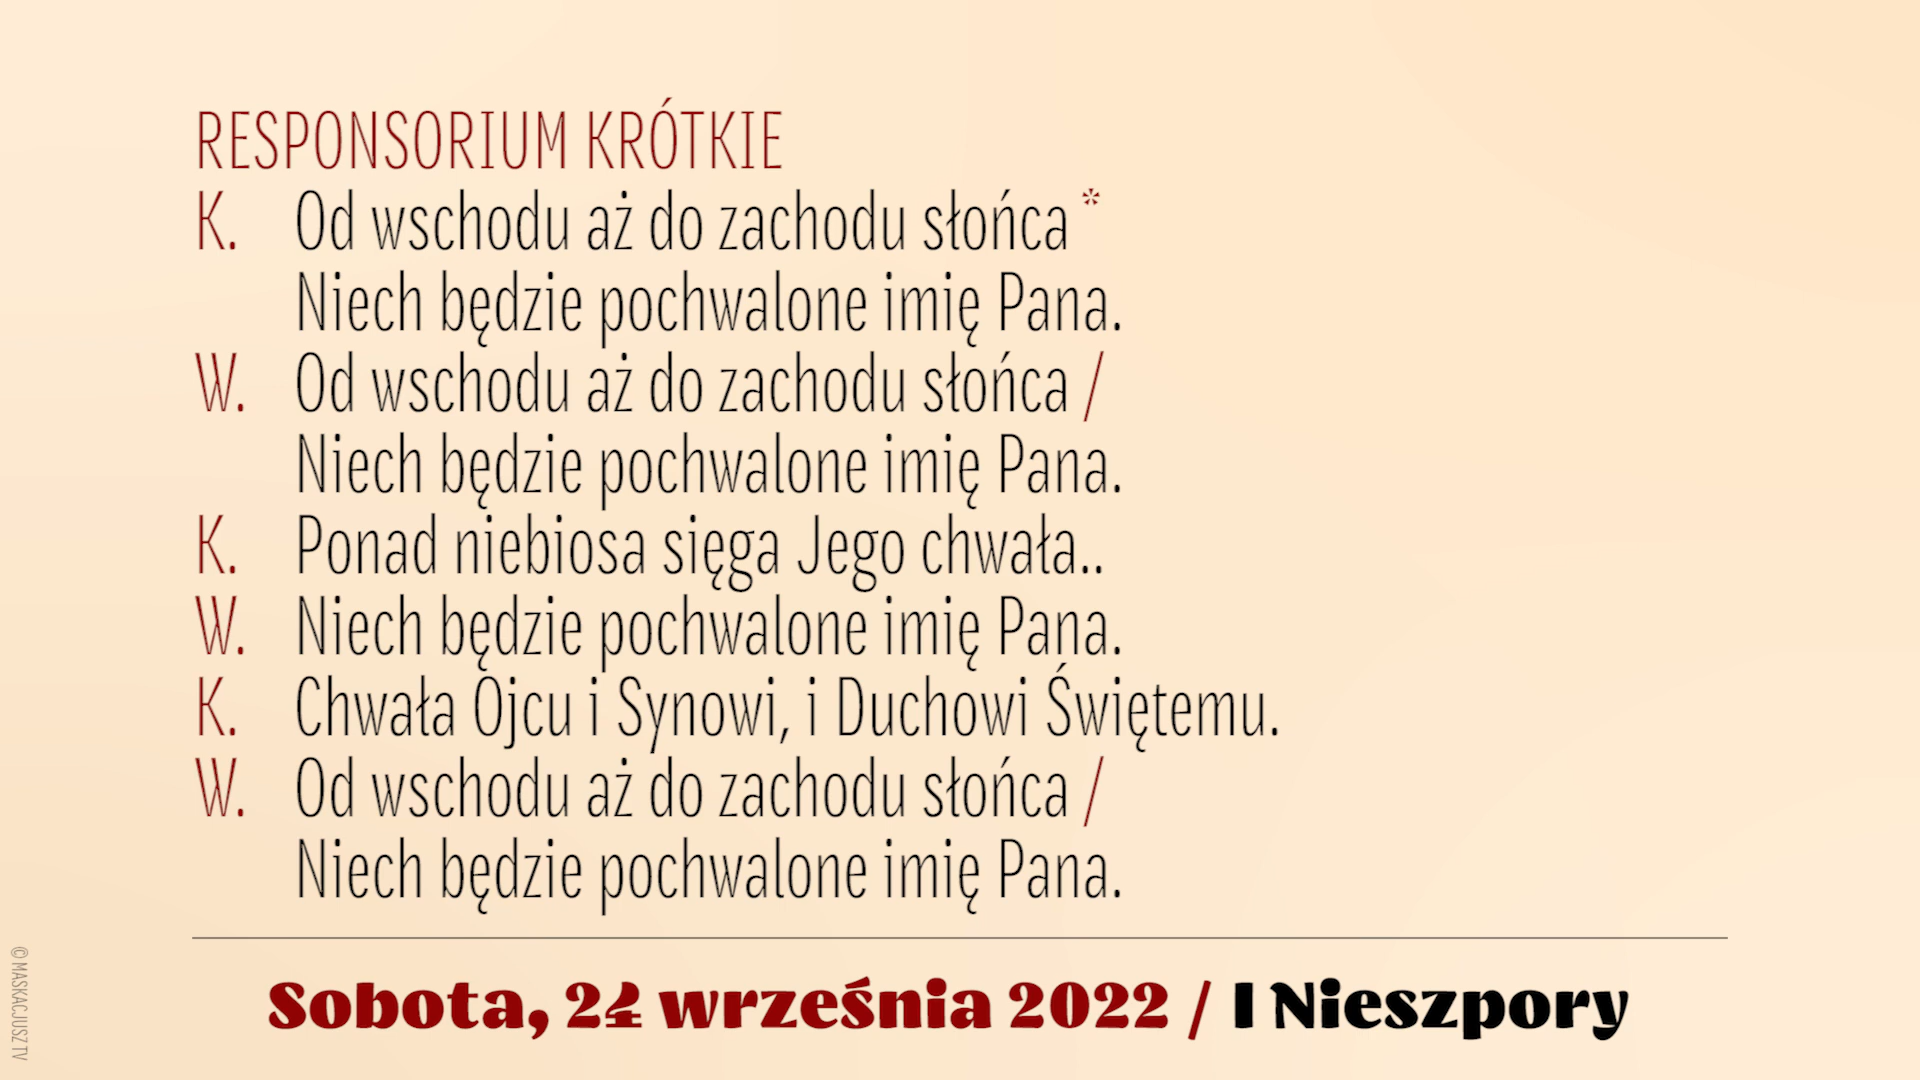 RESPONSORIUM KRÓTKIE
K. Od wschodu aż do zachodu słońca *
Niech będzie pochwalone imię Pana.
W. Od wschodu aż do zachodu słońca /
Niech będzie pochwalone imię Pana.
K. Ponad niebiosa sięga Jego chwała..
W. Niech będzie pochwalone imię Pana.
K. Chwała Ojcu i Synowi, i Duchowi Świętemu.
W. Od wschodu aż do zachodu słońca /
Niech będzie pochwalone imię Pana.
Sobota, 24 września 2022 / I Nieszpory
© MASKACJUSZ TV